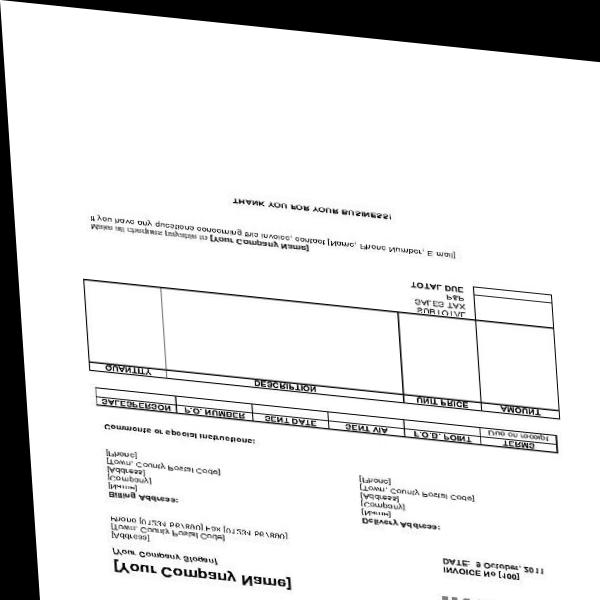 [Your Company Name]
[Your Company Slogan]
INVOICE No [100]
DATE: 9 October, 2011
[Address]
[Town, County Postal Code]
Phone [01234 567890] Fax [01234 567890]
Billing Address:
[Name]
[Company]
[Address]
[Town, County Postal Code]
[Phone]
Delivery Address:
[Name]
[Company]
[Address]
[Town, County Postal Code]
[Phone]
Comments or special instructions:
SALESPERSON P.O. NUMBER SENT DATE SENT VIA F.O.B. POINT TERMS
Due on receipt
QUANTITY DESCRIPTION UNIT PRICE AMOUNT
SUBTOTAL
SALES TAX
P&P
TOTAL DUE
Make all cheques payable to [Your Company Name]
If you have any questions concerning this invoice, contact [Name, Phone Number, E mail]
THANK YOU FOR YOUR BUSINESS!